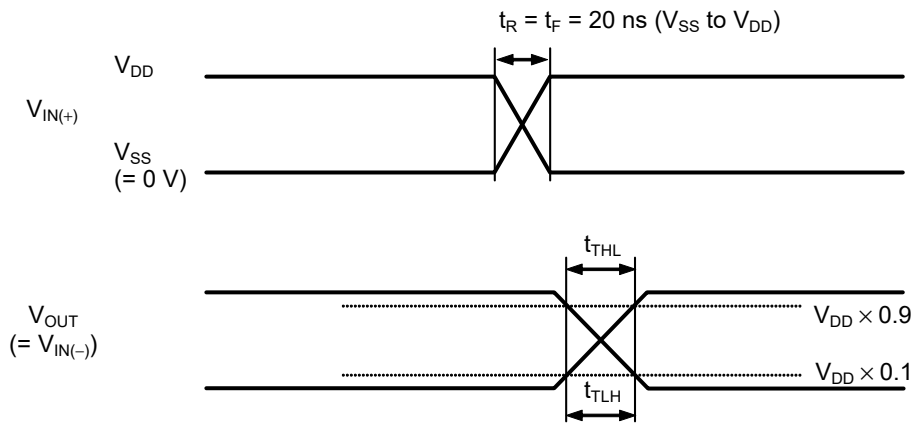 t_R = t_F = 20 ns (V_SS to V_DD)
V_DD
V_IN(+)
V_SS
(= 0 V)
t_THL
V_OUT
(= V_IN(−))
V_DD × 0.9
V_DD × 0.1
t_TLH